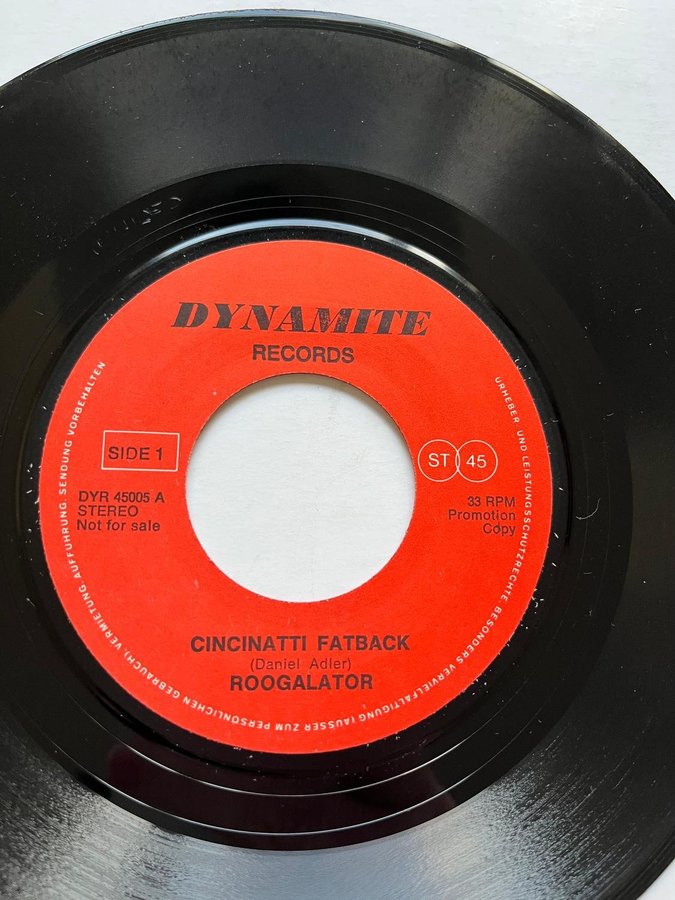 DYNAMITE
RECORDS
SIDE 1
DYR 45005 A
STEREO
Not for sale
ST 45
33 RPM
Promotion
Copy
CINCINATTI FATBACK
(Daniel Adler)
ROOGALATOR
URHEBER- UND LEISTUNGSSCHUTZRECHTE BESONDERS VERVIELFÄLTIGUNG (AUSSER ZUM PERSÖNLICHEN GEBRAUCH) VERMIETUNG, AUFFÜHRUNG, SENDUNG VORBEHALTEN